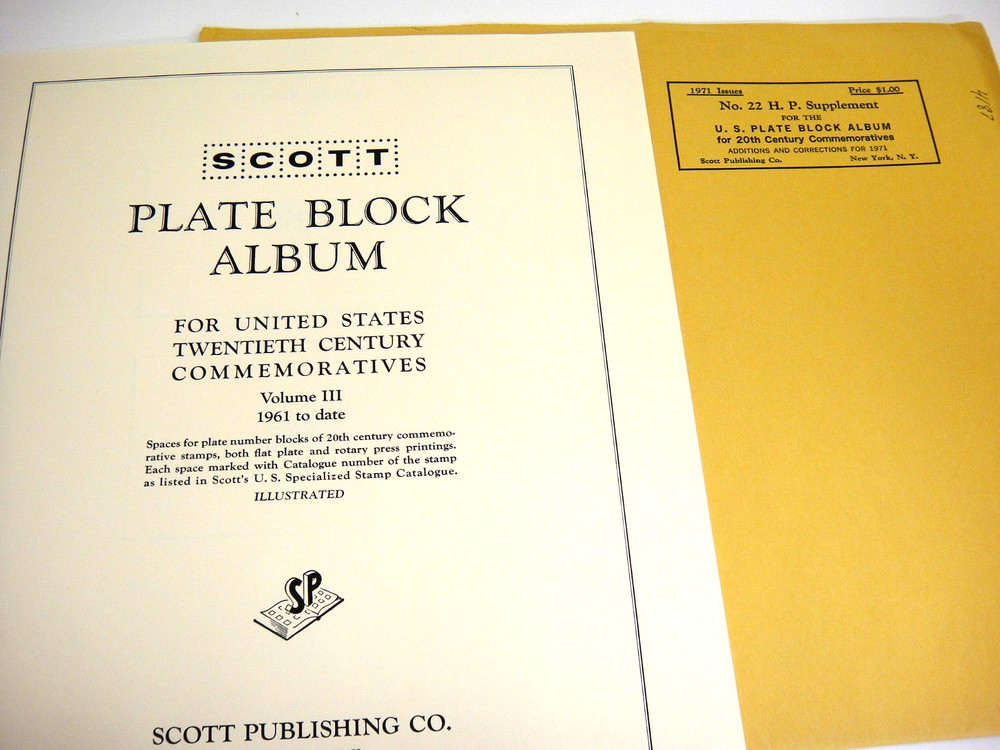 SCOTT
PLATE BLOCK
ALBUM
FOR UNITED STATES
TWENTIETH CENTURY
COMMEMORATIVES
Volume III
1961 to date
Spaces for plate number blocks of 20th century commemo-
rative stamps, both flat plate and rotary press printings.
Each space marked with Catalogue number of the stamp
as listed in Scott's U. S. Specialized Stamp Catalogue.
ILLUSTRATED
SP
SCOTT PUBLISHING CO.
1971 Issues Price $1.00
No. 22 H. P. Supplement
FOR THE
U. S. PLATE BLOCK ALBUM
for 20th Century Commemoratives
ADDITIONS AND CORRECTIONS FOR 1971
Scott Publishing Co. New York, N. Y.